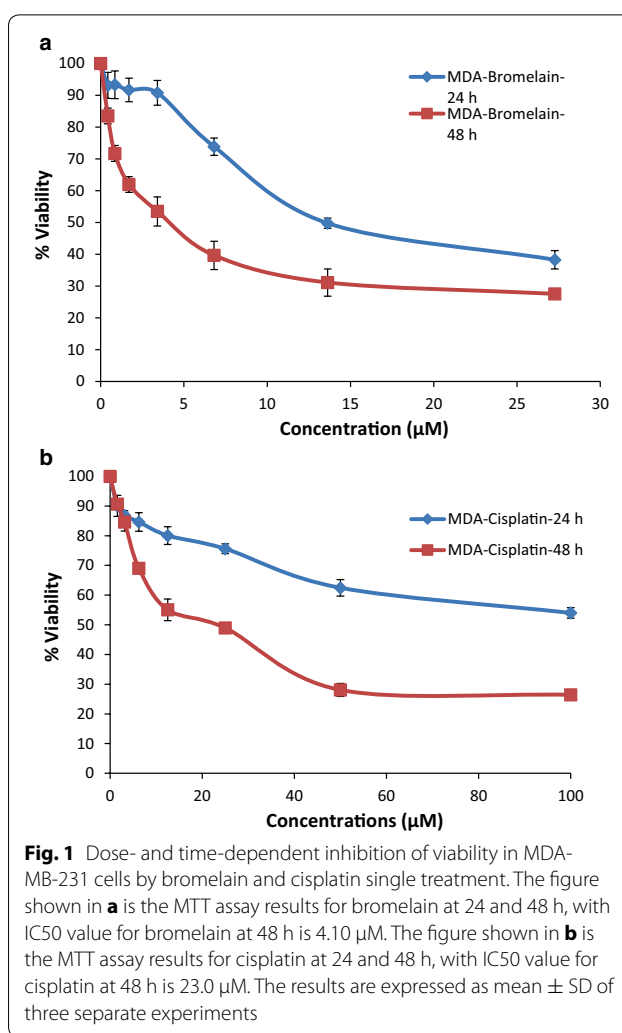 a
100
90
80
70
60
50
40
30
20
10
0
% Viability
MDA-Bromelain-
24 h
MDA-Bromelain-
48 h
0 5 10 15 20 25 30
Concentration (µM)
b
100
90
80
70
60
50
40
30
20
10
0
% Viability
MDA-Cisplatin-24 h
MDA-Cisplatin-48 h
0 20 40 60 80 100
Concentrations (µM)
Fig. 1 Dose- and time-dependent inhibition of viability in MDA-
MB-231 cells by bromelain and cisplatin single treatment. The figure
shown in a is the MTT assay results for bromelain at 24 and 48 h, with
IC50 value for bromelain at 48 h is 4.10 µM. The figure shown in b is
the MTT assay results for cisplatin at 24 and 48 h, with IC50 value for
cisplatin at 48 h is 23.0 µM. The results are expressed as mean ± SD of
three separate experiments